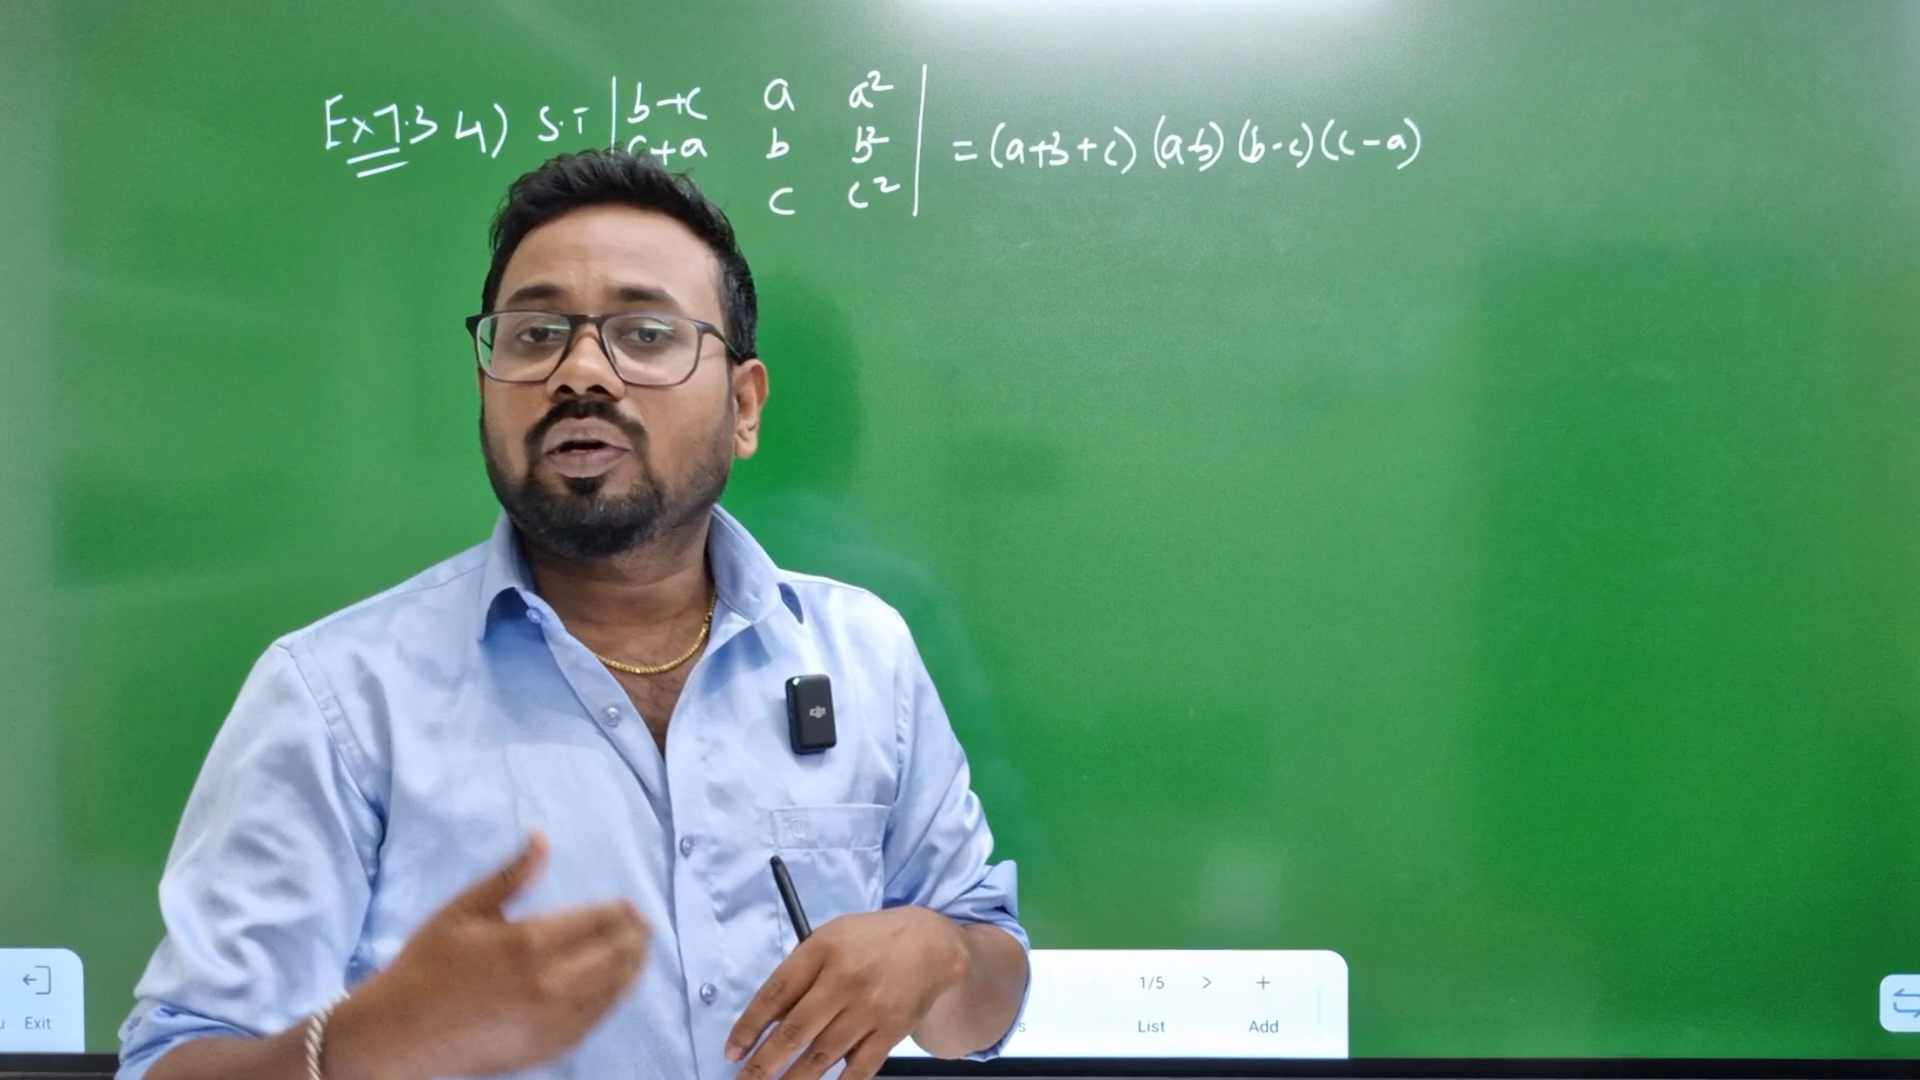 Ex 7.3 4) S.T | b+c a a² |
c+a b b² = (a+b+c) (a-b) (b-c) (c-a)
c c²
Exit
1/5 > +
s List Add